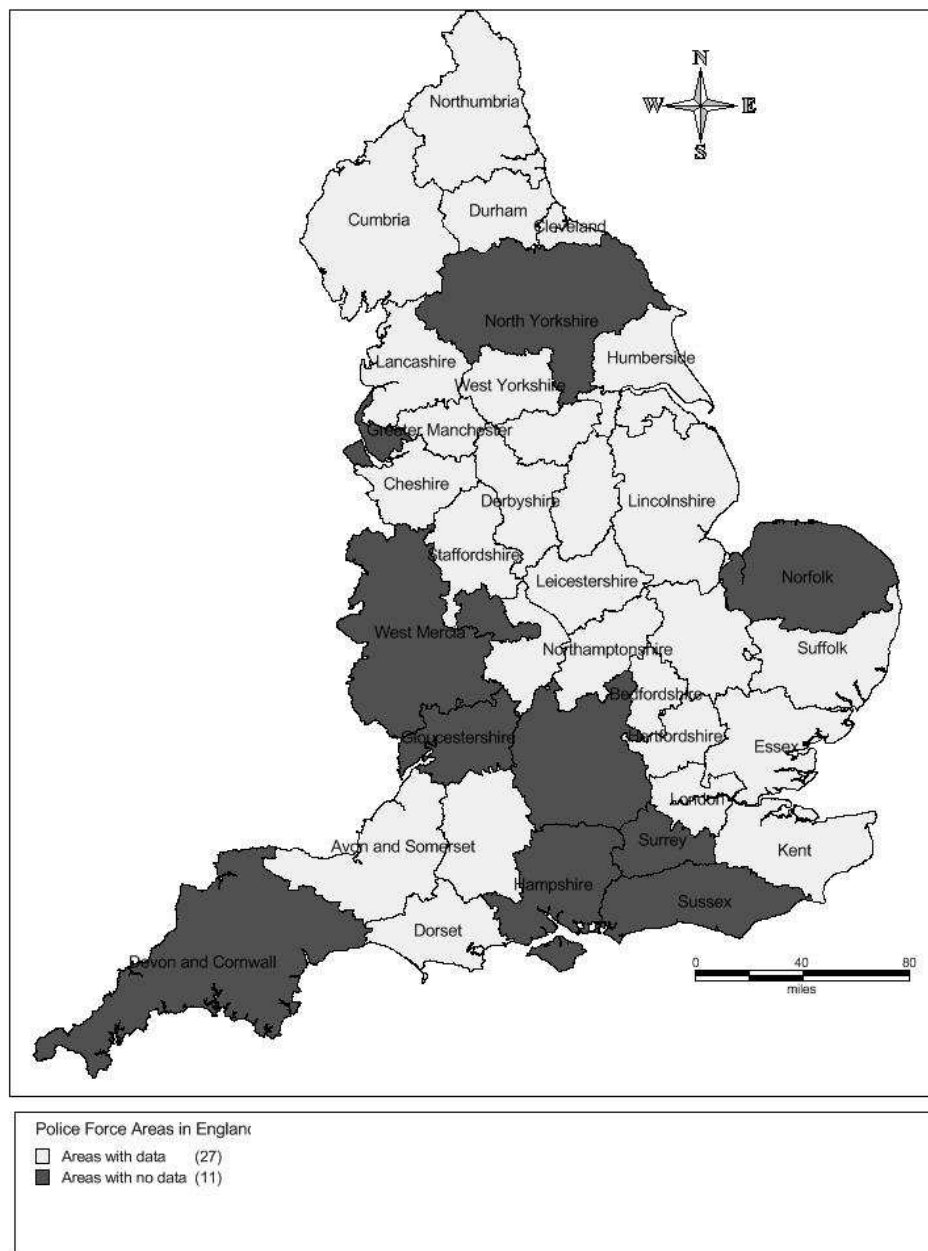 N
W E
S
Northumbria
Durham
Cumbria
Cleveland
North Yorkshire
Humberside
Lancashire
West Yorkshire
Greater Manchester
Cheshire
Derbyshire
Lincolnshire
Staffordshire
Leicestershire
Norfolk
West Mercia
Northamptonshire
Suffolk
Bedfordshire
Gloucestershire
Hertfordshire
Essex
London
Avon and Somerset
Surrey
Kent
Hampshire
Sussex
Dorset
Devon and Cornwall
0 40 80
miles
Police Force Areas in England
Areas with data (27)
Areas with no data (11)